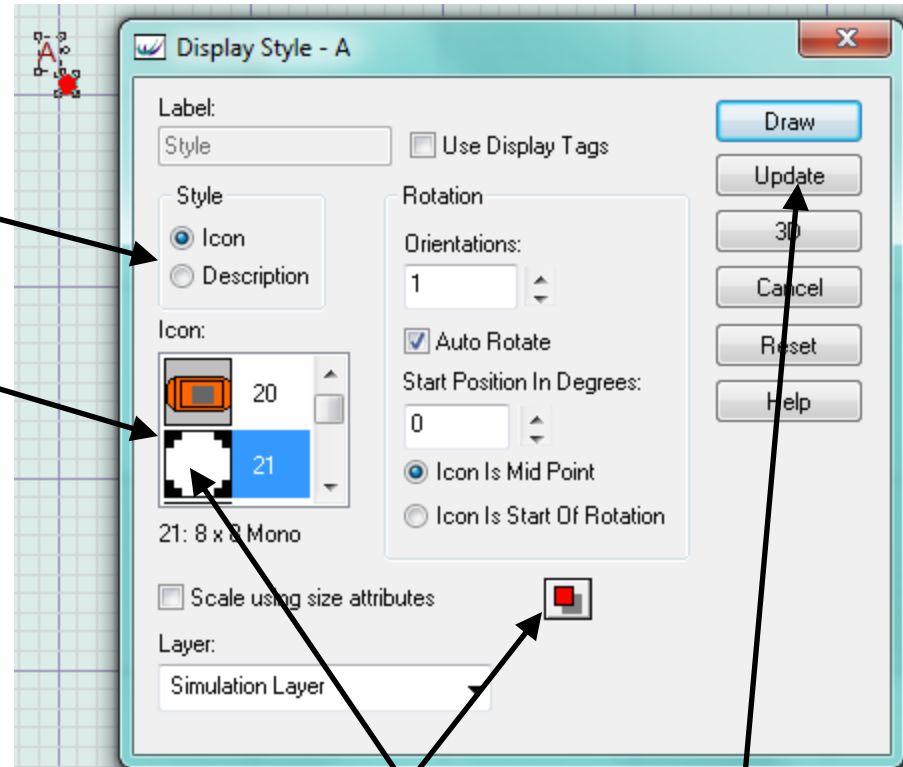 A
Display Style - A
Label:
Style
Use Display Tags
Draw
Update
3D
Cancel
Reset
Help
Style
Icon
Description
Rotation
Orientations:
1
Auto Rotate
Start Position In Degrees:
0
Icon Is Mid Point
Icon Is Start Of Rotation
Icon:
20
21
21: 8 x 8 Mono
Scale using size attributes
Layer:
Simulation Layer